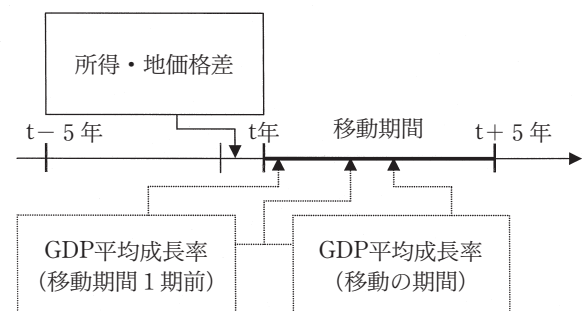 所得・地価格差
t－5年
t年
移動期間
t＋5年
GDP平均成長率
（移動期間１期前）
GDP平均成長率
（移動の期間）